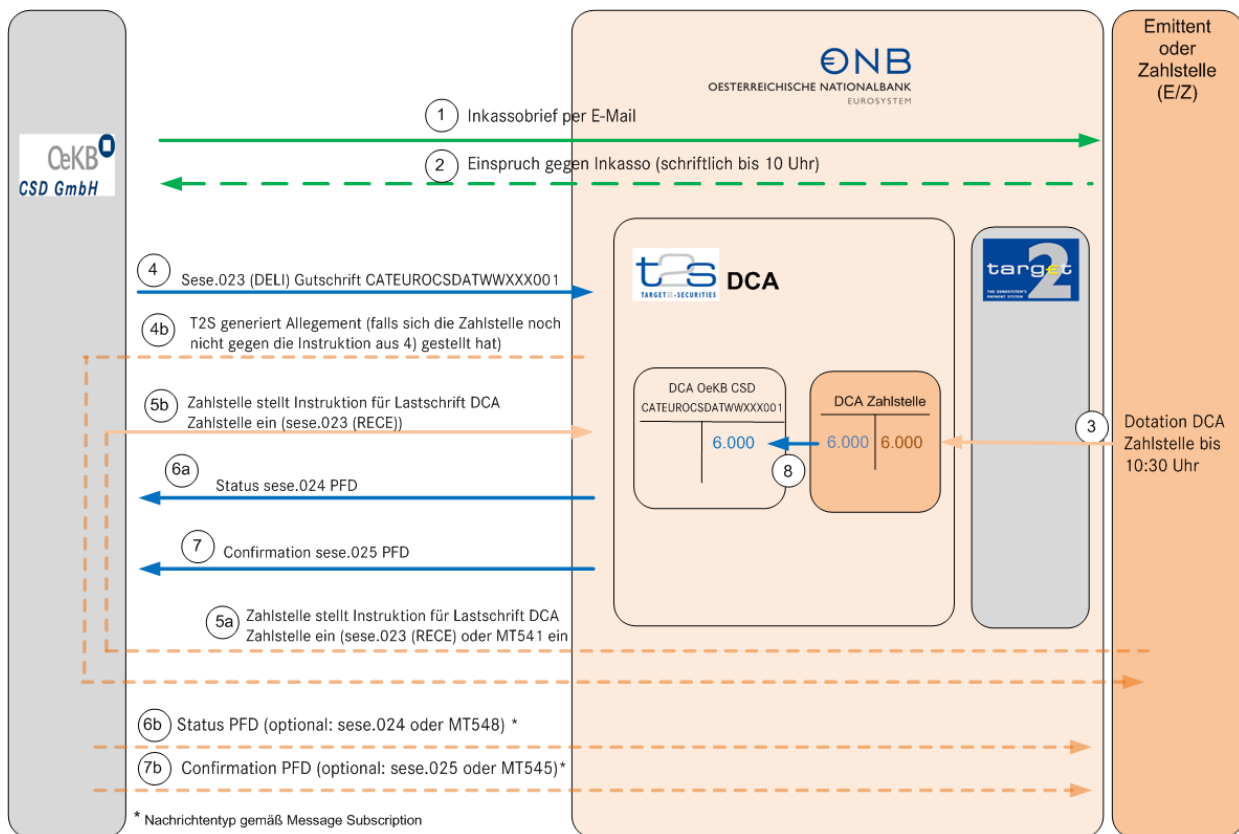 Emittent
oder
Zahlstelle
(E/Z)
ONB
OESTERREICHISCHE NATIONALBANK
EUROSYSTEM
1 Inkassobrief per E-Mail
OeKB
CSD GmbH
2 Einspruch gegen Inkasso (schriftlich bis 10 Uhr)
4 Sese.023 (DELI) Gutschrift CATEUROCSDATWWXXX001
t2s DCA
TARGET2-SECURITIES
target
2
THE EUROSYSTEM'S
PAYMENT SYSTEM
4b T2S generiert Allegement (falls sich die Zahlstelle noch
nicht gegen die Instruktion aus 4) gestellt hat)
5b Zahlstelle stellt Instruktion für Lastschrift DCA
Zahlstelle ein (sese.023 (RECE))
DCA OeKB CSD
CATEUROCSDATWWXXX001
6.000
DCA Zahlstelle
6.000 6.000
8
3 Dotation DCA
Zahlstelle bis
10:30 Uhr
6a
Status sese.024 PFD
7 Confirmation sese.025 PFD
5a Zahlstelle stellt Instruktion für Lastschrift DCA
Zahlstelle ein (sese.023 (RECE) oder MT541 ein
6b Status PFD (optional: sese.024 oder MT548) *
7b Confirmation PFD (optional: sese.025 oder MT545)*
* Nachrichtentyp gemäß Message Subscription